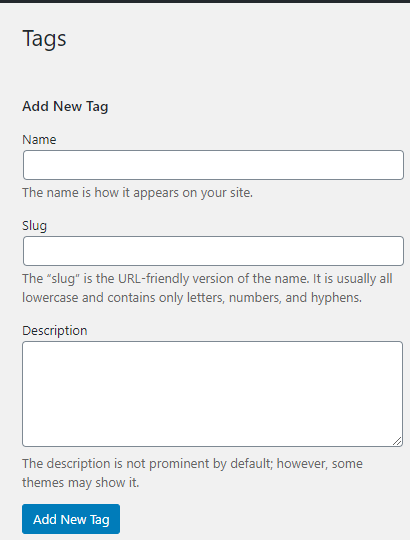 Tags
Add New Tag
Name
The name is how it appears on your site.
Slug
The “slug” is the URL-friendly version of the name. It is usually all
lowercase and contains only letters, numbers, and hyphens.
Description
The description is not prominent by default; however, some
themes may show it.
Add New Tag